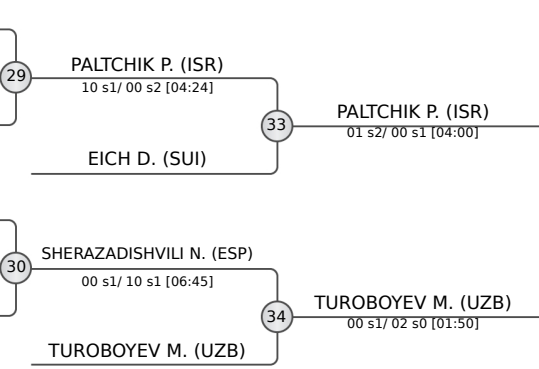 29
PALTCHIK P. (ISR)
10 s1/ 00 s2 [04:24]
33
PALTCHIK P. (ISR)
01 s2/ 00 s1 [04:00]
EICH D. (SUI)
30
SHERAZADISHVILI N. (ESP)
00 s1/ 10 s1 [06:45]
34
TUROBOYEV M. (UZB)
00 s1/ 02 s0 [01:50]
TUROBOYEV M. (UZB)